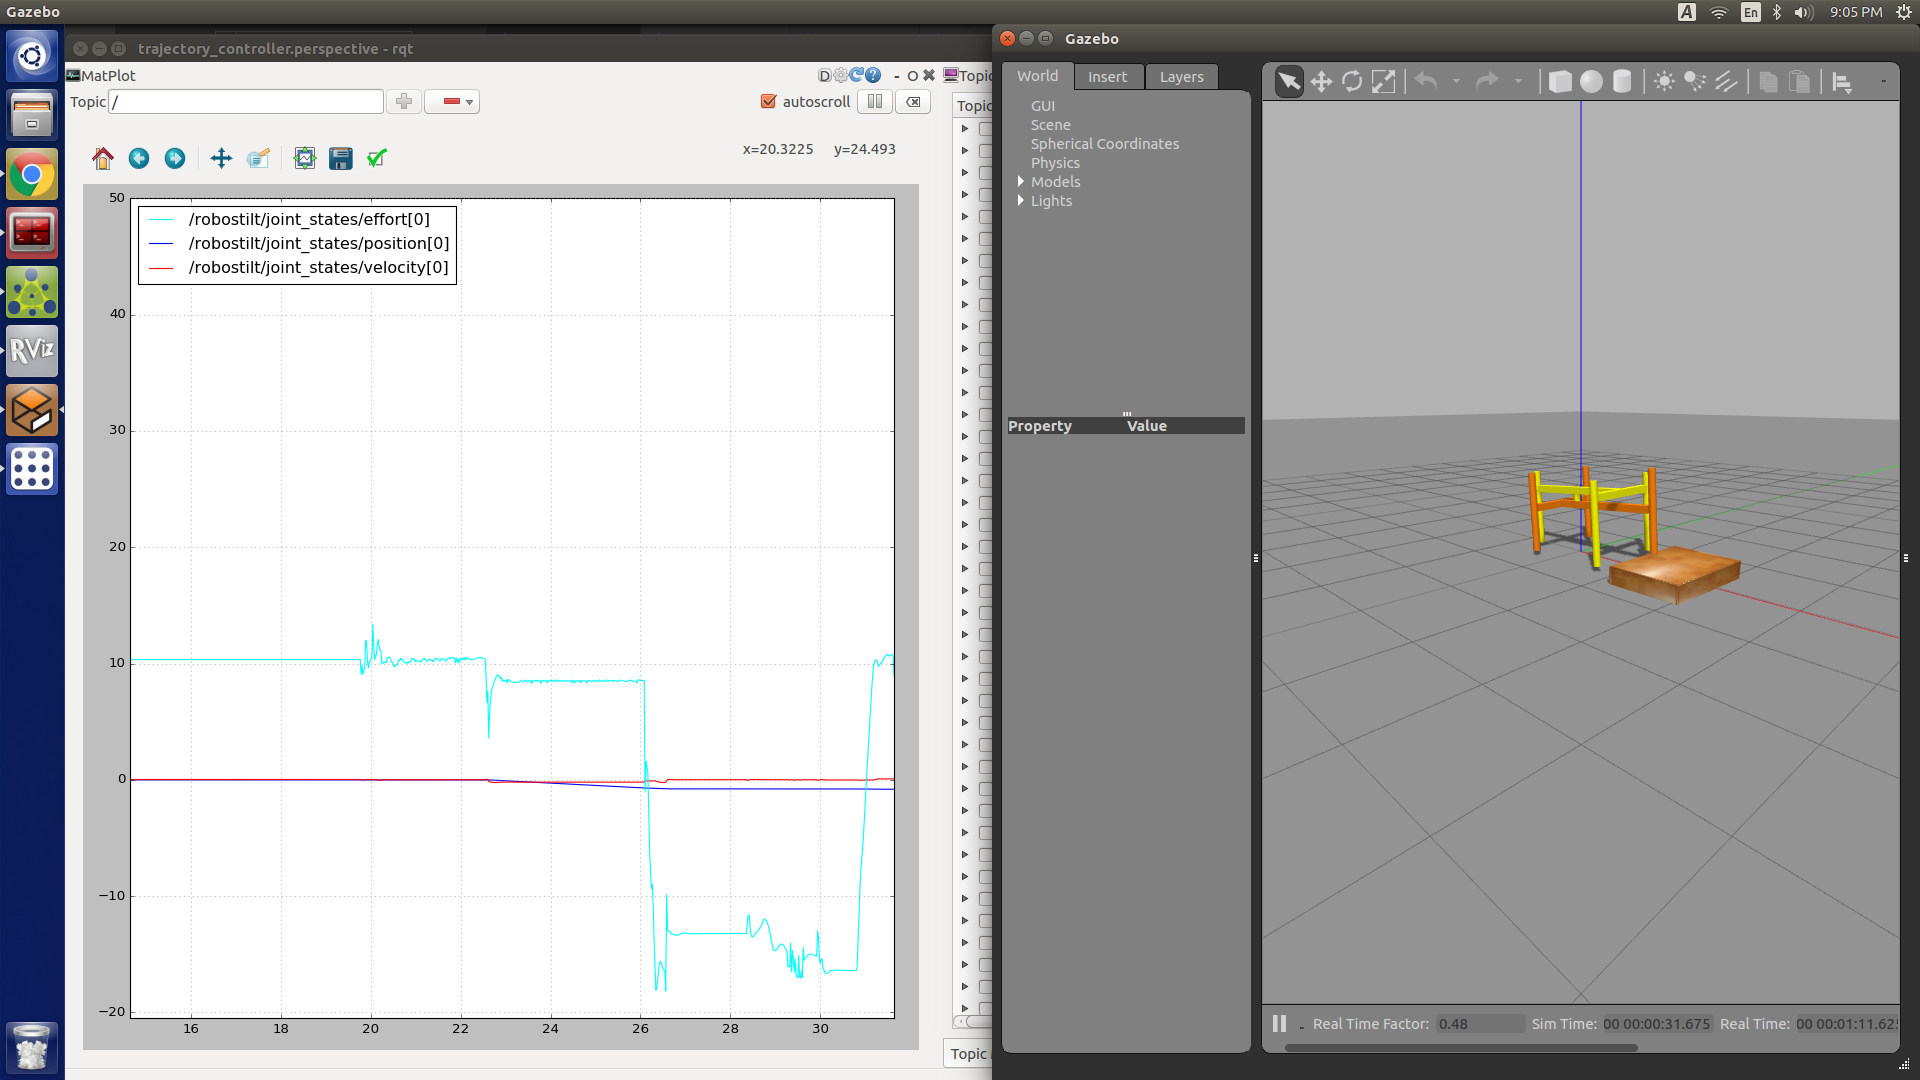 Gazebo
A
En
9:05 PM
trajectory_controller.perspective - rqt
MatPlot
D
- O
Topic /
autoscroll
x=20.3225 y=24.493
/robostilt/joint_states/effort[0]
/robostilt/joint_states/position[0]
/robostilt/joint_states/velocity[0]
50
40
30
20
10
0
−10
−20
16 18 20 22 24 26 28 30
RViz
Topic
Topic
Gazebo
World Insert Layers
GUI
Scene
Spherical Coordinates
Physics
Models
Lights
Property Value
Real Time Factor: 0.48 Sim Time: 00 00:00:31.675 Real Time: 00 00:01:11.625